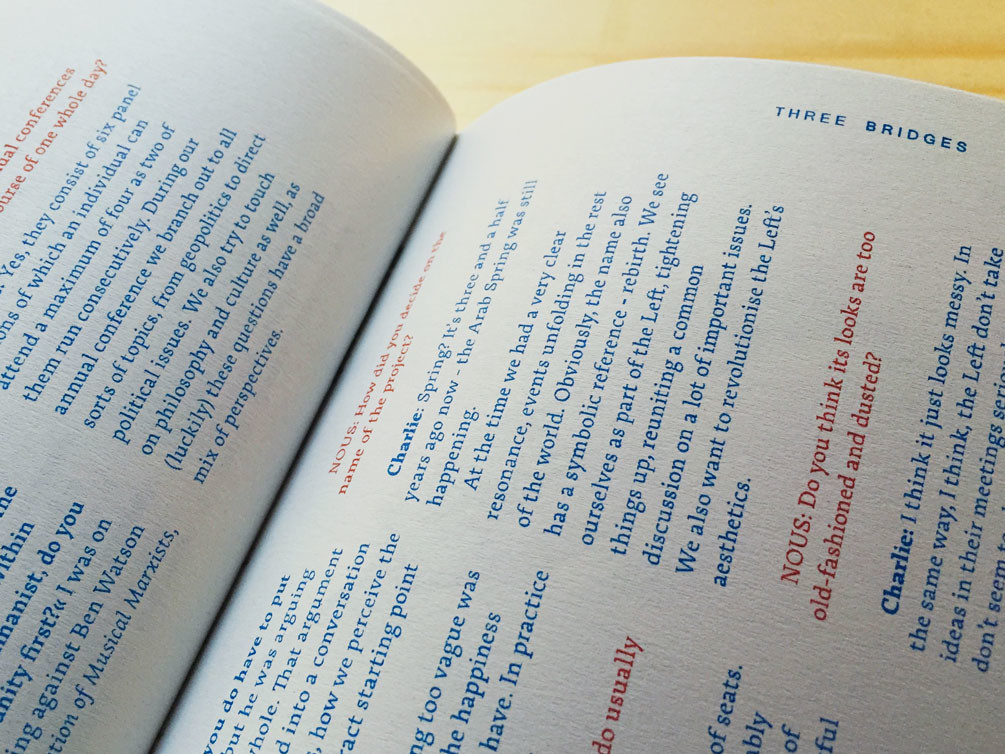 ual conferences
ourse of one whole day?
Yes, they consist of six panel
of which an individual can
attend a maximum of four as two of
them run consecutively. During our
annual conference we branch out to all
sorts of topics, from geopolitics to direct
political issues. We also try to touch
on philosophy and culture as well, as
(luckily) these questions have a broad
mix of perspectives.
the
within
uinanist, do you
anity first?« I was on
ing against Ben Watson
tion of Musical Marxists,
THREE BRIDGES
NOUS: How did you decide on the
name of the project?
Charlie: Spring? It's three and a half
years ago now - the Arab Spring was still
happening.
At the time we had a very clear
resonance, events unfolding in the rest
of the world. Obviously, the name also
has a symbolic reference - rebirth. We see
ourselves as part of the Left, tightening
things up, reuniting a common
discussion on a lot of important issues.
We also want to revolutionise the Left's
aesthetics.
NOUS: Do you think its looks are too
old-fashioned and dusted?
Charlie: I think it just looks messy. In
the same way, I think, the Left don't take
ideas in their meetings
don't seem
you do have to put
but he was arguing
whole. That argument
d into a conversation
how we perceive the
ract starting point
ng too vague was
he happiness
have. In practice
do usually
of seats.
ably
of
ful